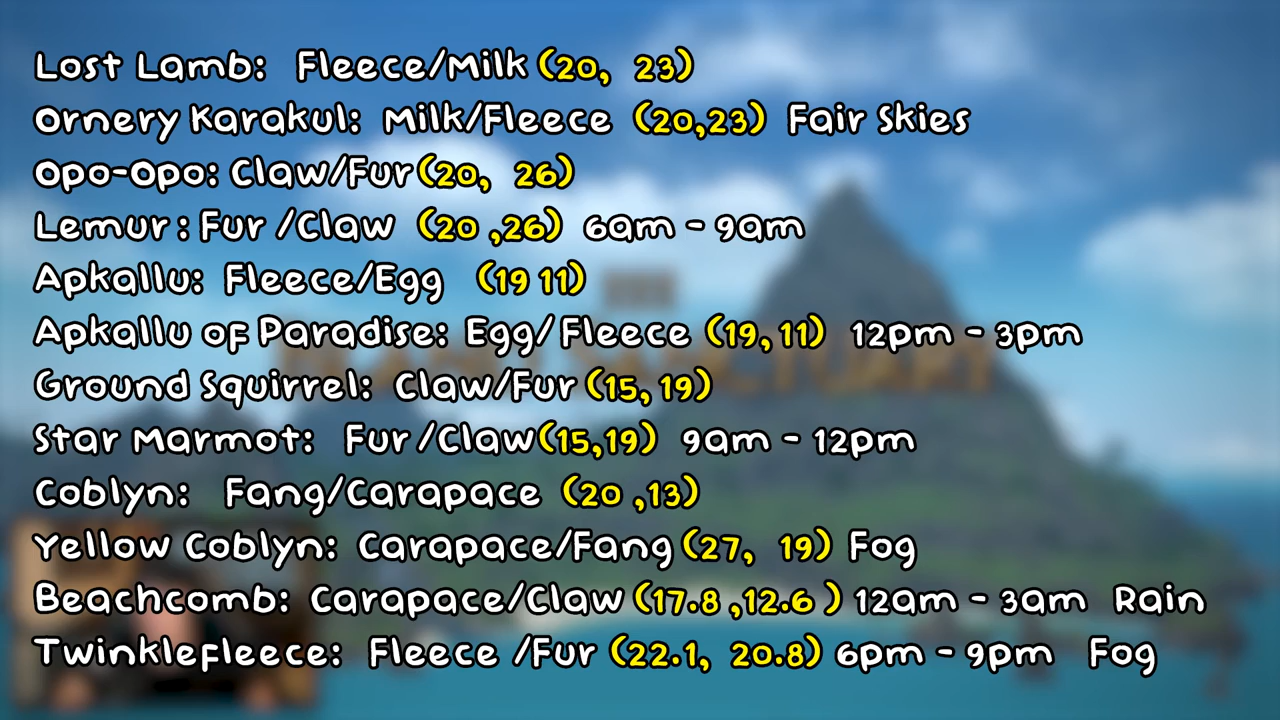 Lost Lamb: Fleece/Milk (20, 23)
Ornery Karakul: Milk/Fleece (20,23) Fair Skies
Opo-Opo: Claw/Fur(20, 26)
Lemur : Fur /Claw (20 ,26) 6am - 9am
Apkallu: Fleece/Egg (19 11)
Apkallu of Paradise: Egg/ Fleece (19, 11) 12pm - 3pm
Ground Squirrel: Claw/Fur (15, 19)
Star Marmot: Fur /Claw(15,19) 9am - 12pm
Coblyn: Fang/Carapace (20 ,13)
Yellow Coblyn: Carapace/Fang (27, 19) Fog
Beachcomb: Carapace/Claw (17.8 ,12.6 ) 12am - 3am Rain
Twinklefleece: Fleece /Fur (22.1, 20.8) 6pm - 9pm Fog